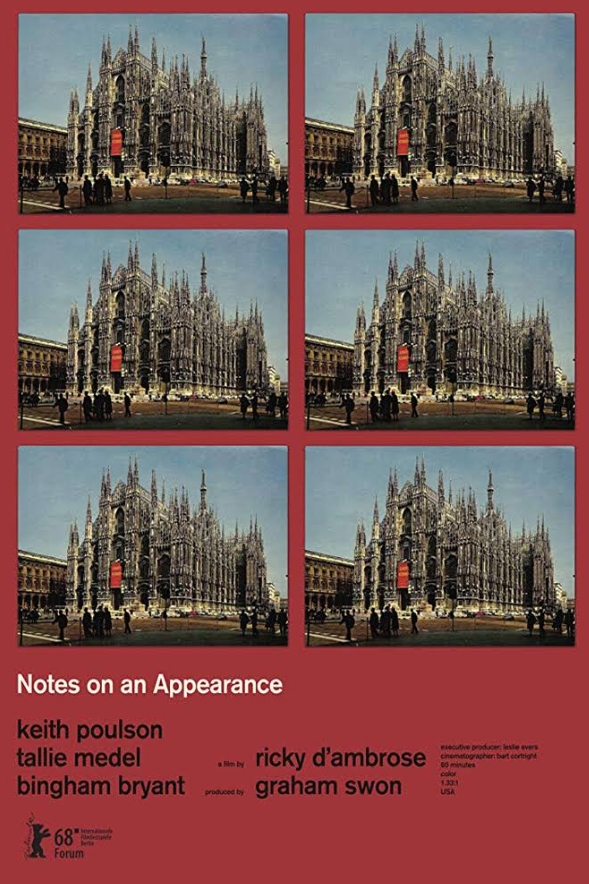 Notes on an Appearance
keith poulson
tallie medel
bingham bryant
a film by ricky d'ambrose
produced by graham swon
executive producer: leslie evers
cinematographer: bart cortright
60 minutes
color
1.33:1
USA
68 Internationale
Filmfestspiele
Berlin
Forum